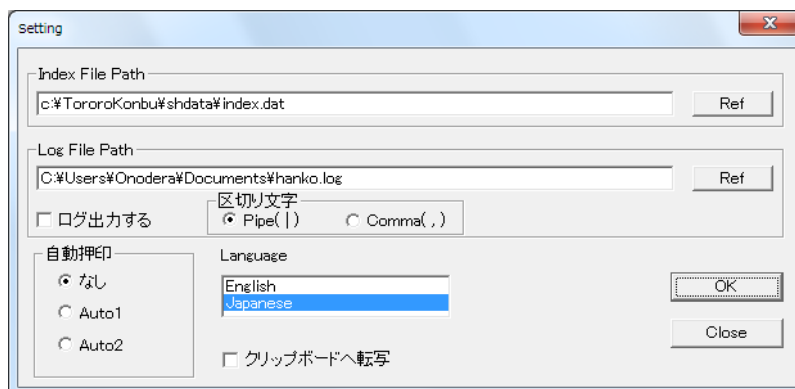 Setting
Index File Path
c:¥TororoKonbu¥shdata¥index.dat
Ref
Log File Path
C:¥Users¥Onodera¥Documents¥hanko.log
Ref
ログ出力する
区切り文字
Pipe(|)
Comma(,)
自動押印
なし
Auto1
Auto2
Language
English
Japanese
クリップボードへ転写
OK
Close